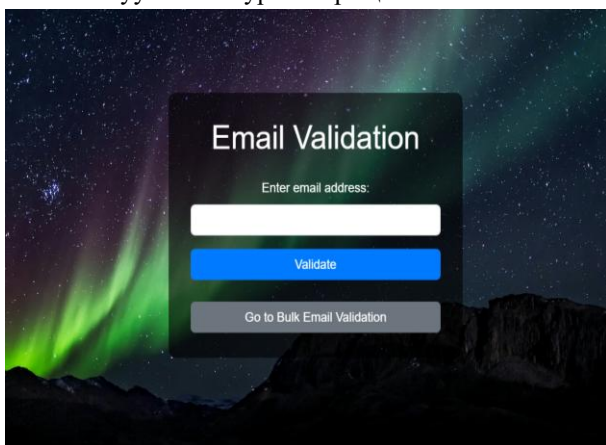 Email Validation
Enter email address:
Validate
Go to Bulk Email Validation